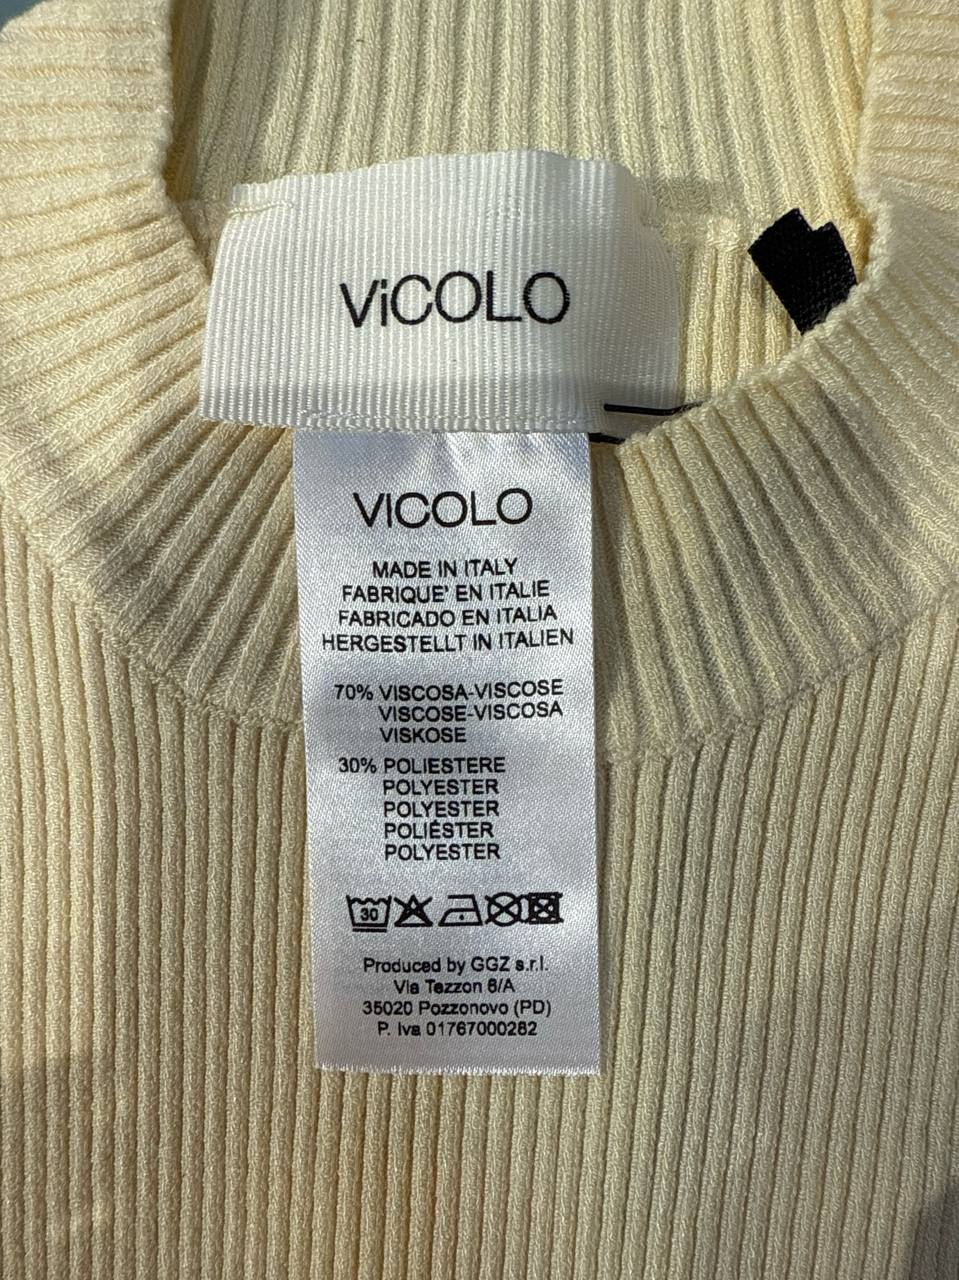 ViCOLO
VICOLO
MADE IN ITALY
FABRIQUE' EN ITALIE
FABRICADO EN ITALIA
HERGESTELLT IN ITALIEN
70% VISCOSA-VISCOSE
VISCOSE-VISCOSA
VISKOSE
30% POLIESTERE
POLYESTER
POLYESTER
POLIÉSTER
POLYESTER
30
Produced by GGZ s.r.l.
Via Tezzon 6/A
35020 Pozzonovo (PD)
P. Iva 01767000282